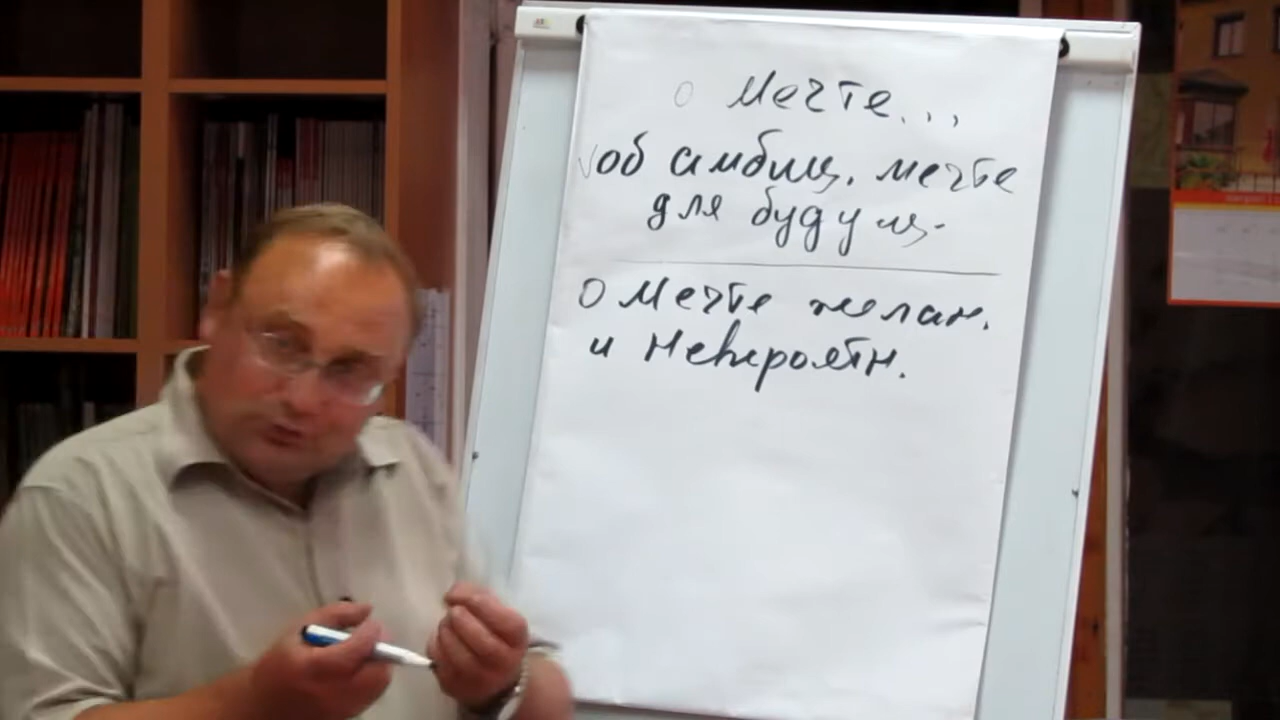 о Мечте...
об амбиц. мечте
для будущ.
о Мечте желан.
и Невероятн.